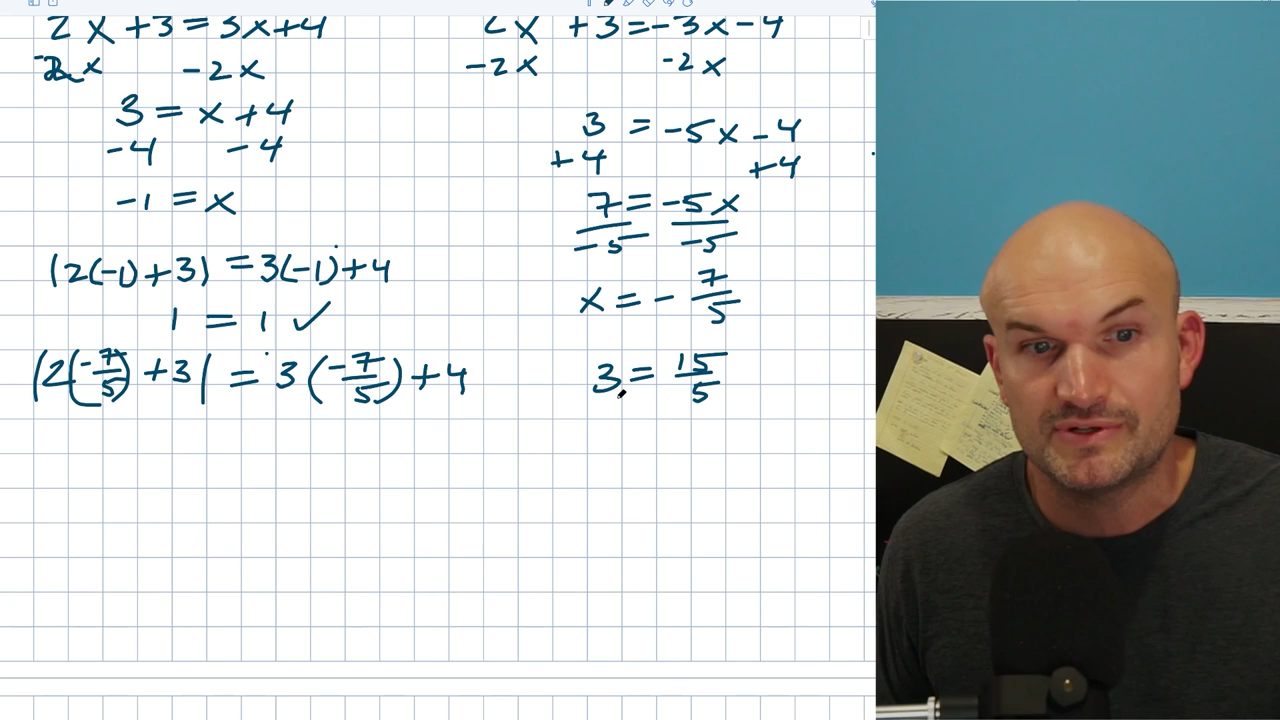 2x + 3 = 3x + 4
-2x -2x
3 = x + 4
-4 -4
-1 = x
|2(-1) + 3| = 3(-1) + 4
1 = 1 ✓
|2(-7/5) + 3| = 3(-7/5) + 4
2x + 3 = -3x - 4
-2x -2x
3 = -5x - 4
+4 +4
7 = -5x
-5 -5
x = -7/5
3 = 15/5